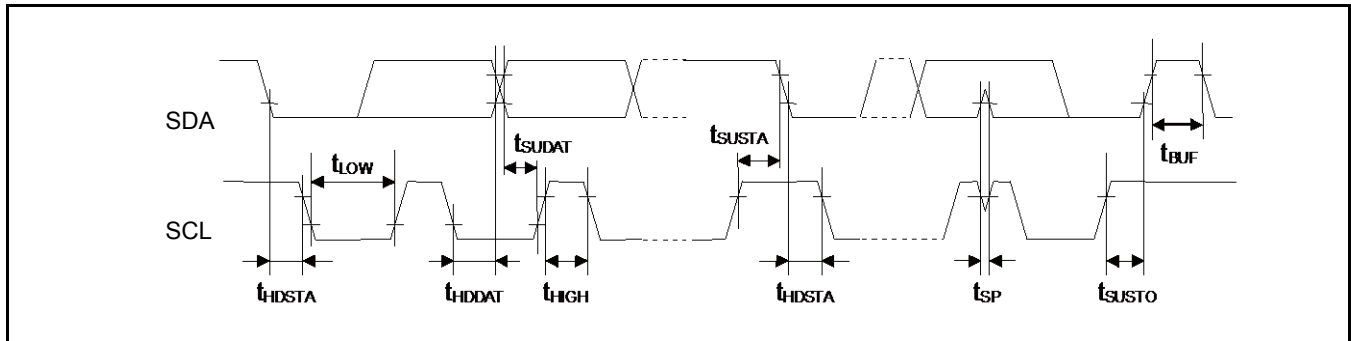 SDA
tSUDAT
tSUSTA
tBUF
tLOW
SCL
tHDSTA
tHDDAT
tHIGH
tHDSTA
tSP
tSUSTO